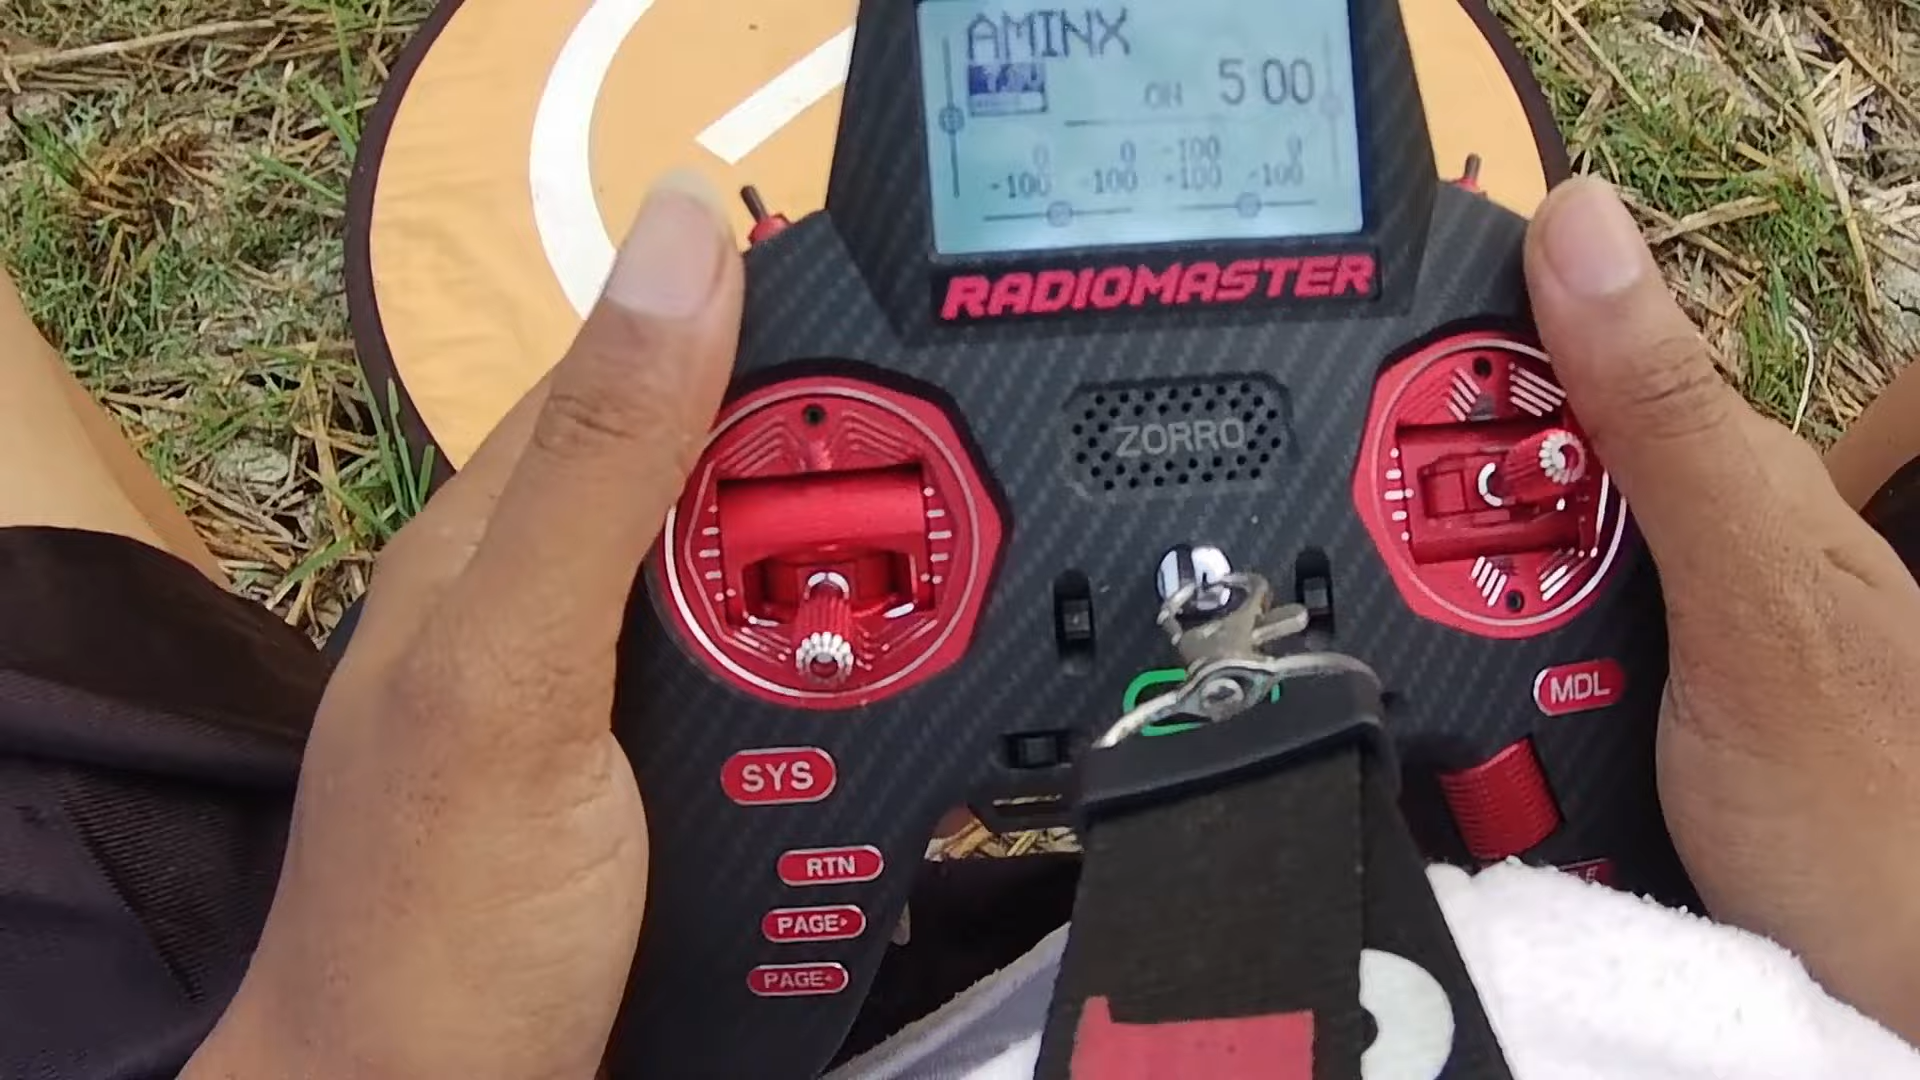 AMINX
ON 5:00
0 0 -100 0
-100 -100 -100 -100
RADIOMASTER
ZORRO
MDL
SYS
RTN
PAGE>
PAGE<